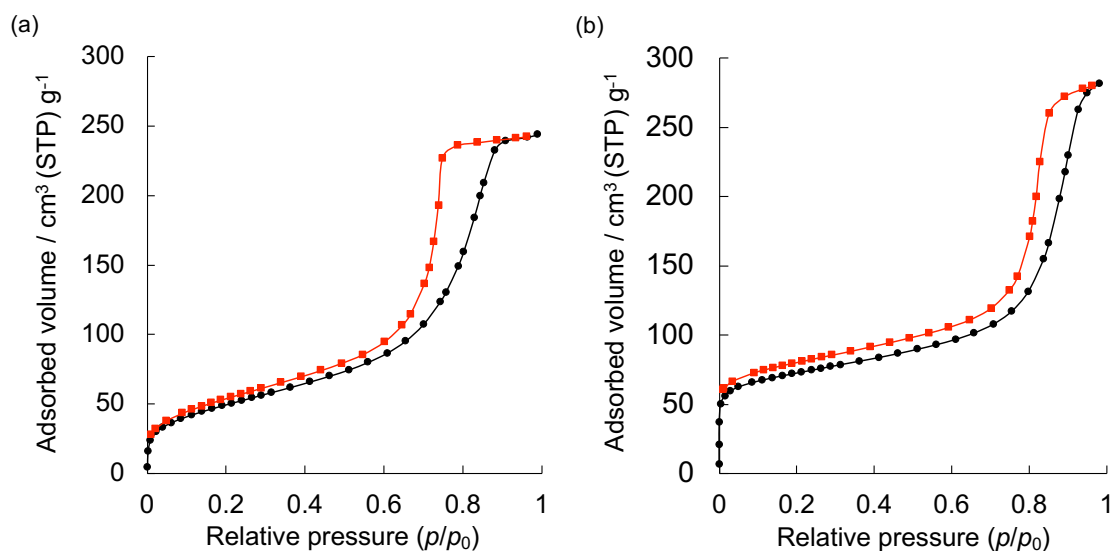 (a)
Adsorbed volume / cm³ (STP) g⁻¹
300
250
200
150
100
50
0
0 0.2 0.4 0.6 0.8 1
Relative pressure (p/p₀)
(b)
Adsorbed volume / cm³ (STP) g⁻¹
300
250
200
150
100
50
0
0 0.2 0.4 0.6 0.8 1
Relative pressure (p/p₀)